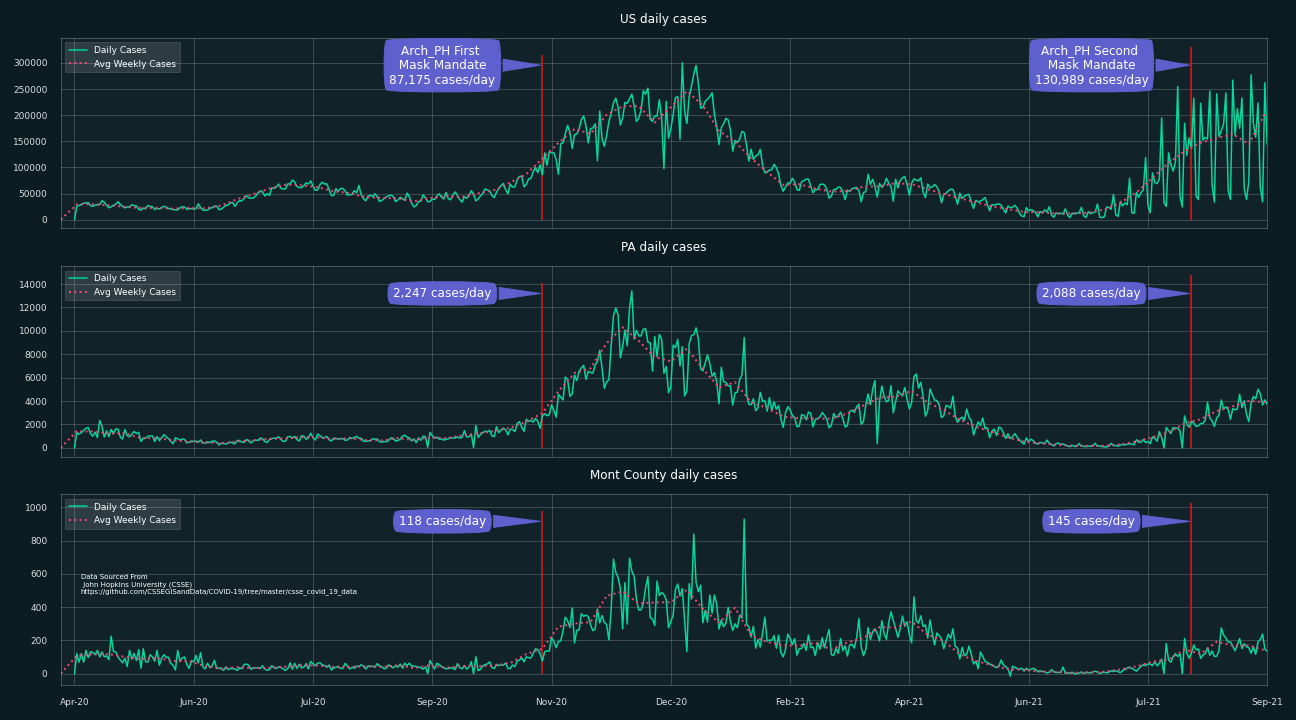 US daily cases
Daily Cases
Avg Weekly Cases
Arch_PH First
Mask Mandate
87,175 cases/day
Arch_PH Second
Mask Mandate
130,989 cases/day
300000
250000
200000
150000
100000
50000
0
PA daily cases
Daily Cases
Avg Weekly Cases
2,247 cases/day
2,088 cases/day
14000
12000
10000
8000
6000
4000
2000
0
Mont County daily cases
Daily Cases
Avg Weekly Cases
118 cases/day
145 cases/day
1000
800
600
400
200
0
Data Sourced From
John Hopkins University (CSSE)
https://github.com/CSSEGISandData/COVID-19/tree/master/csse_covid_19_data
Apr-20 Jun-20 Jul-20 Sep-20 Nov-20 Dec-20 Feb-21 Apr-21 Jun-21 Jul-21 Sep-21